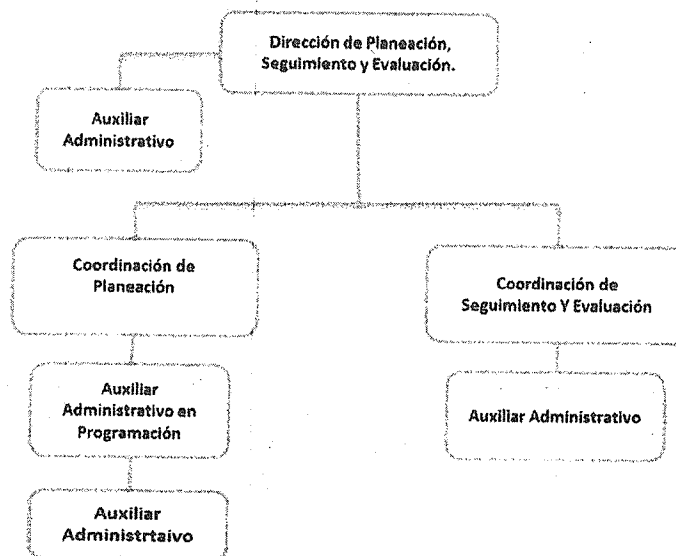 Dirección de Planeación,
Seguimiento y Evaluación.
Auxiliar
Administrativo
Coordinación de
Planeación
Coordinación de
Seguimiento Y Evaluación
Auxiliar
Administrativo en
Programación
Auxiliar Administrativo
Auxiliar
Administrtaivo